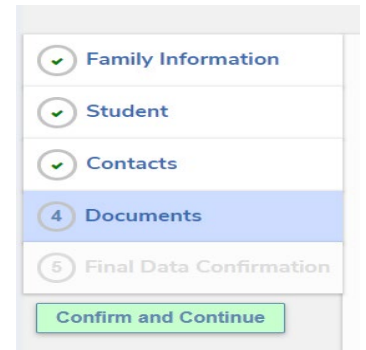 Family Information
Student
Contacts
4 Documents
5 Final Data Confirmation
Confirm and Continue